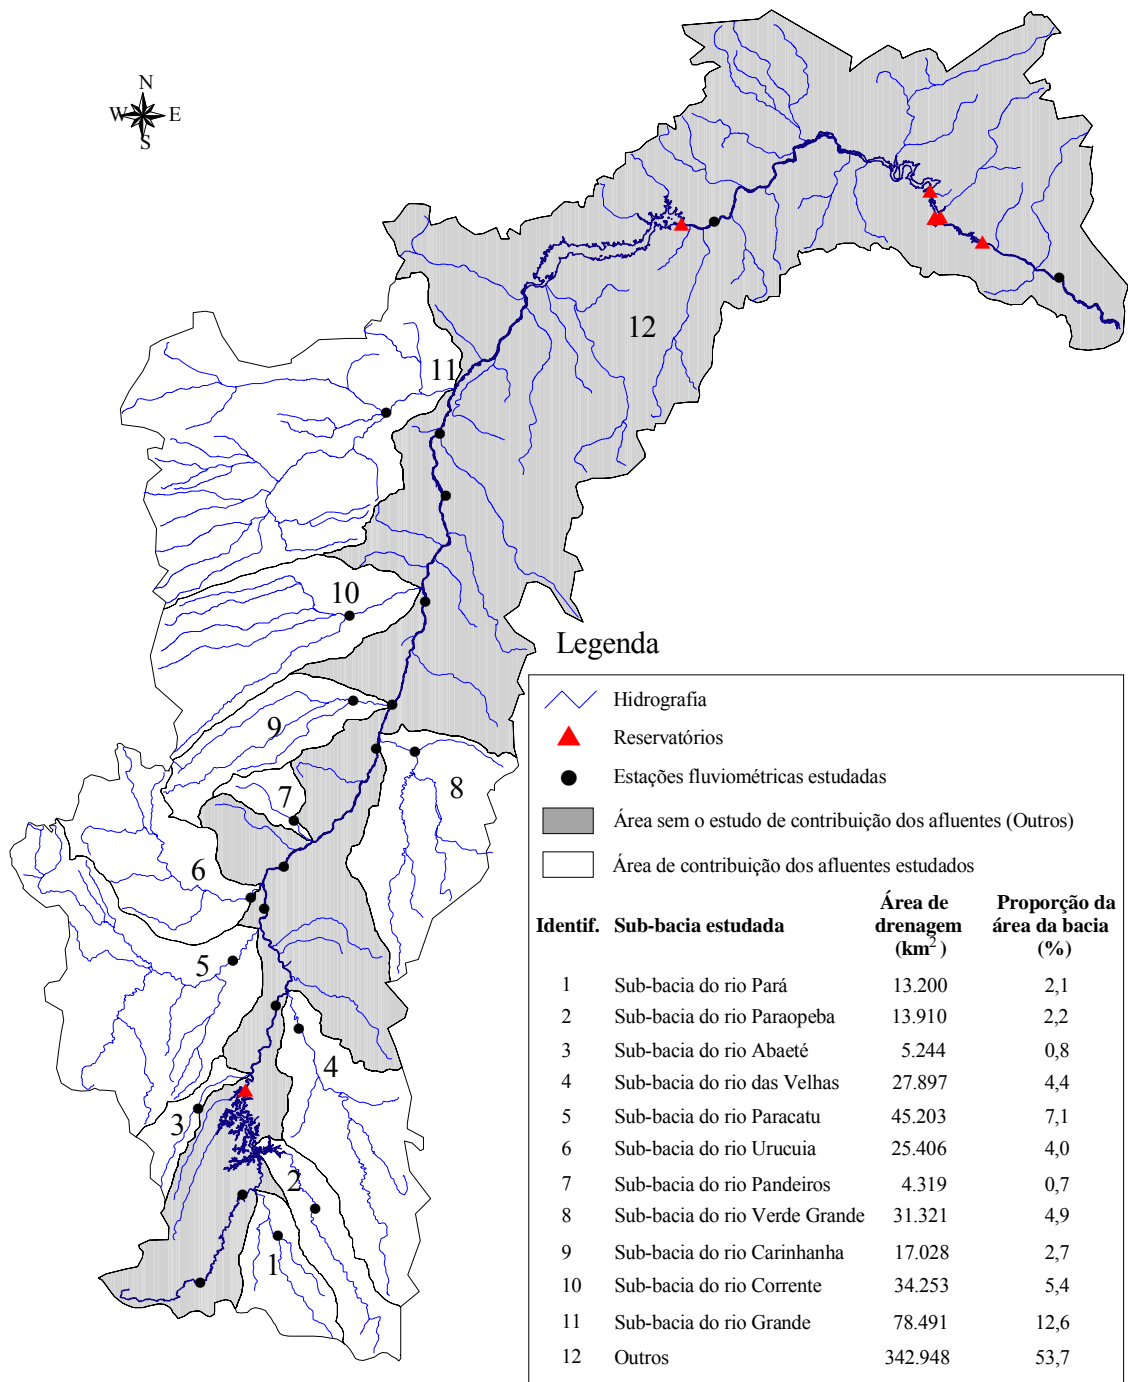 N
W E
S
12
11
10
9
8
7
6
5
4
3
2
1
Legenda
Hidrografia
Reservatórios
Estações fluviométricas estudadas
Área sem o estudo de contribuição dos afluentes (Outros)
Área de contribuição dos afluentes estudados
Identif. Sub-bacia estudada Área de drenagem (km²) Proporção da área da bacia (%)
1 Sub-bacia do rio Pará 13.200 2,1
2 Sub-bacia do rio Paraopeba 13.910 2,2
3 Sub-bacia do rio Abaeté 5.244 0,8
4 Sub-bacia do rio das Velhas 27.897 4,4
5 Sub-bacia do rio Paracatu 45.203 7,1
6 Sub-bacia do rio Urucuia 25.406 4,0
7 Sub-bacia do rio Pandeiros 4.319 0,7
8 Sub-bacia do rio Verde Grande 31.321 4,9
9 Sub-bacia do rio Carinhanha 17.028 2,7
10 Sub-bacia do rio Corrente 34.253 5,4
11 Sub-bacia do rio Grande 78.491 12,6
12 Outros 342.948 53,7